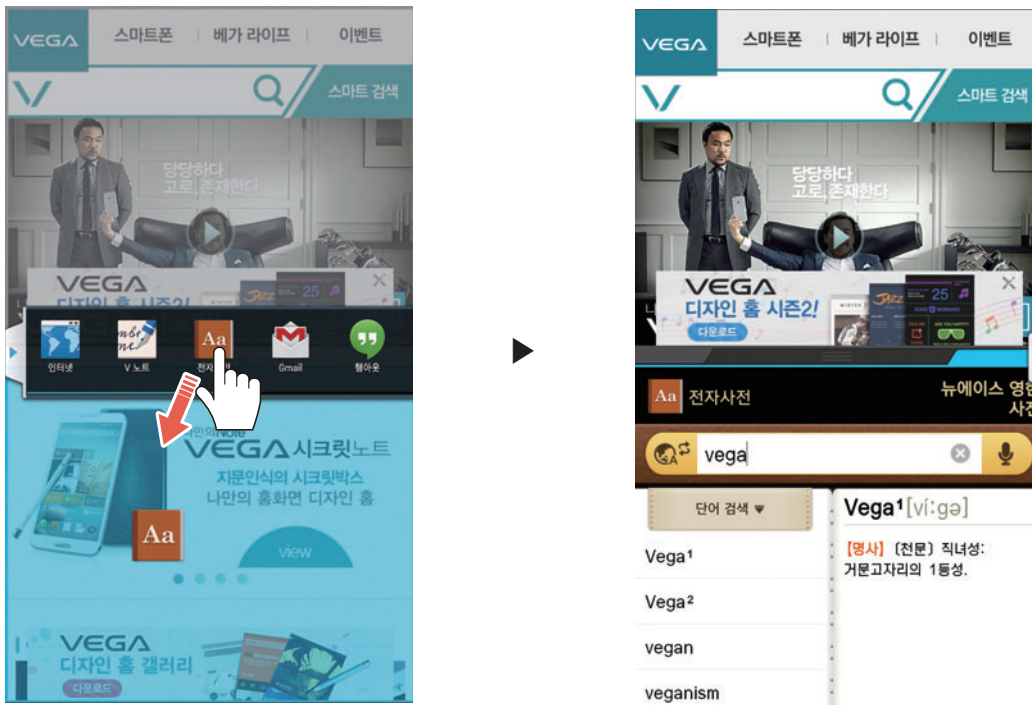 VEGA 스마트폰 베가 라이프 이벤트
스마트 검색
당당하다
고로, 존재한다
VEGA
디자인 홈 시즌2!
JAZZ 25
인터넷 V 노트 Aa Gmail 행아웃
VEGA 시크릿노트
지문인식의 시크릿박스
나만의 홈화면 디자인 홈
Aa
view
VEGA
디자인 홈 갤러리
다운로드
VEGA 스마트폰 베가 라이프 이벤트
스마트 검색
당당하다
고로, 존재한다
VEGA
디자인 홈 시즌2!
다운로드
WINTER JAZZ 25
Aa 전자사전 뉴에이스 영한
사전
vega
단어 검색
Vega¹
Vega²
vegan
veganism
Vega¹[víːgə]
【명사】 〔천문〕 직녀성:
거문고자리의 1등성.